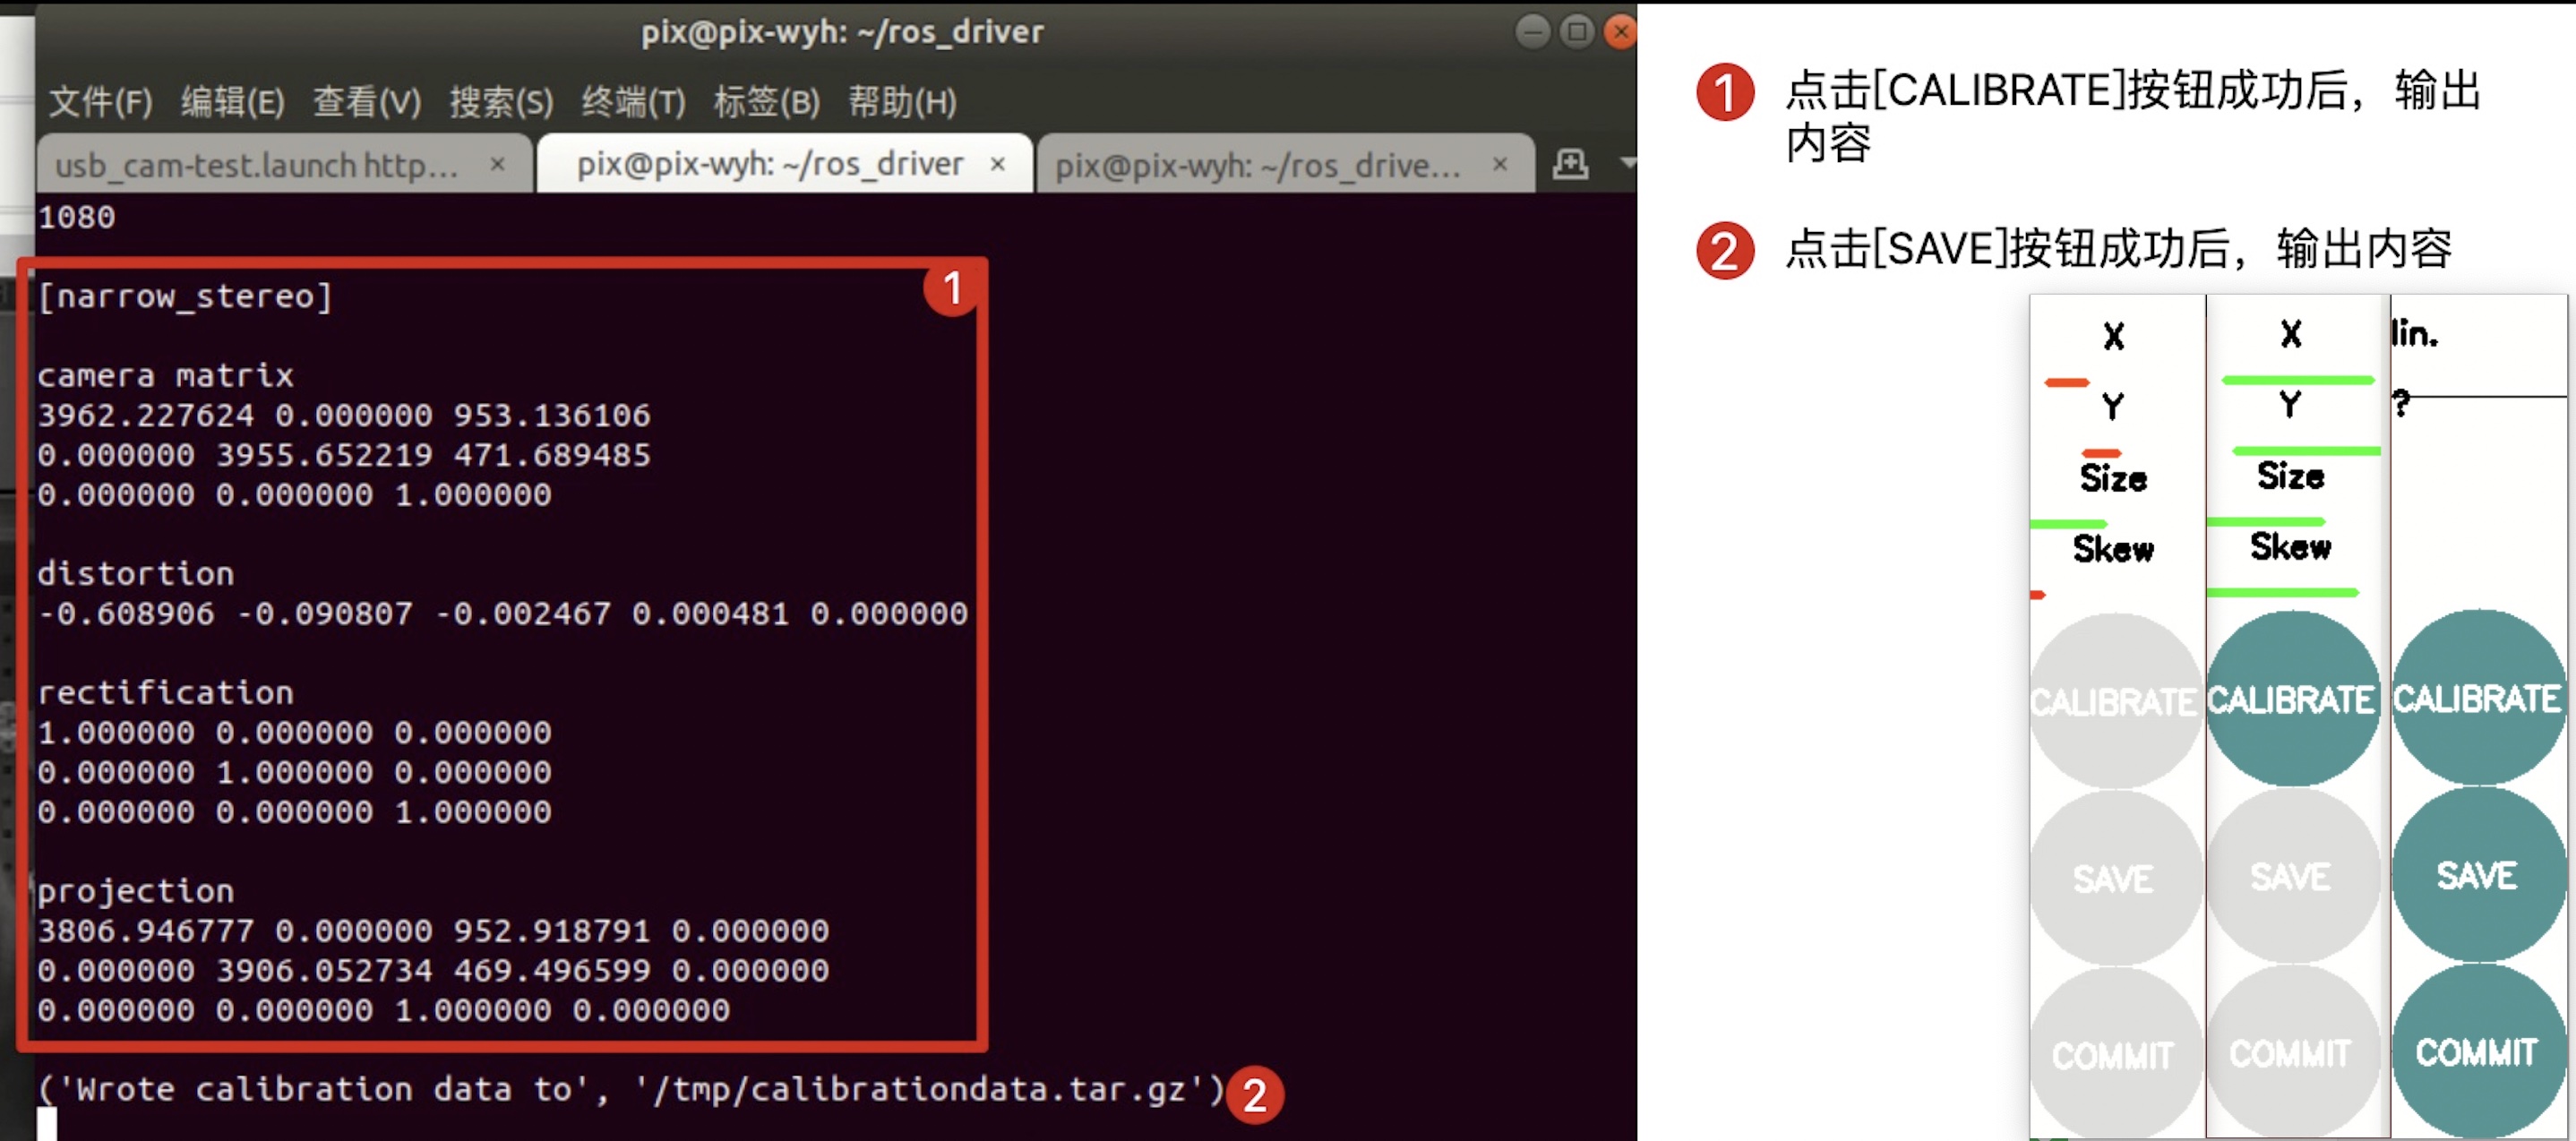 pix@pix-wyh: ~/ros_driver
文件(F) 编辑(E) 查看(V) 搜索(S) 终端(T) 标签(B) 帮助(H)
usb_cam-test.launch http... × pix@pix-wyh: ~/ros_driver × pix@pix-wyh: ~/ros_drive... ×
1080
[narrow_stereo]
1
camera matrix
3962.227624 0.000000 953.136106
0.000000 3955.652219 471.689485
0.000000 0.000000 1.000000
distortion
-0.608906 -0.090807 -0.002467 0.000481 0.000000
rectification
1.000000 0.000000 0.000000
0.000000 1.000000 0.000000
0.000000 0.000000 1.000000
projection
3806.946777 0.000000 952.918791 0.000000
0.000000 3906.052734 469.496599 0.000000
0.000000 0.000000 1.000000 0.000000
('Wrote calibration data to', '/tmp/calibrationdata.tar.gz')
2
1 点击[CALIBRATE]按钮成功后，输出
内容
2 点击[SAVE]按钮成功后，输出内容
X X lin.
Y Y ?
Size Size
Skew Skew
CALIBRATE CALIBRATE CALIBRATE
SAVE SAVE SAVE
COMMIT COMMIT COMMIT